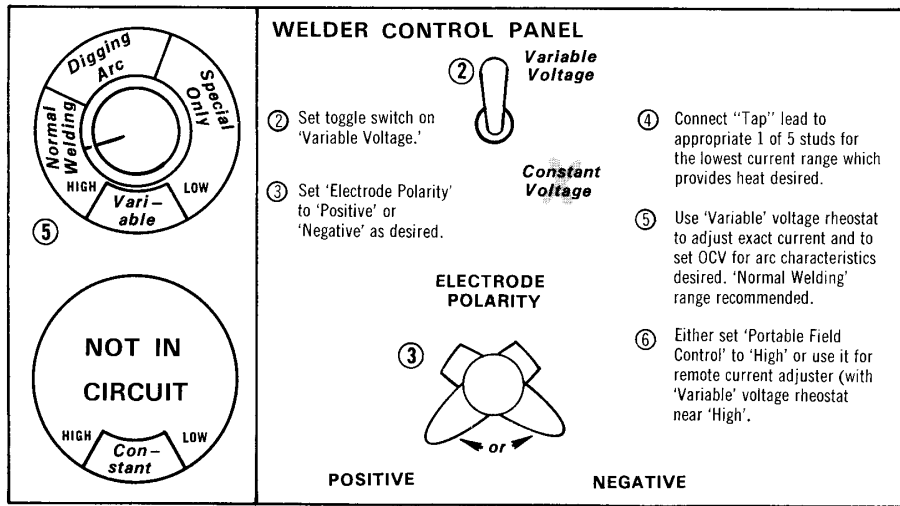 Normal
Welding
Digging
Arc
Special
Only
HIGH
LOW
Vari-
able
5
NOT IN
CIRCUIT
HIGH
LOW
Con-
stant
WELDER CONTROL PANEL
2
Variable
Voltage
2 Set toggle switch on
'Variable Voltage.'
Constant
Voltage
3 Set 'Electrode Polarity'
to 'Positive' or
'Negative' as desired.
ELECTRODE
POLARITY
3
or
POSITIVE
NEGATIVE
4 Connect "Tap" lead to
appropriate 1 of 5 studs for
the lowest current range which
provides heat desired.
5 Use 'Variable' voltage rheostat
to adjust exact current and to
set OCV for arc characteristics
desired. 'Normal Welding'
range recommended.
6 Either set 'Portable Field
Control' to 'High' or use it for
remote current adjuster (with
'Variable' voltage rheostat
near 'High'.